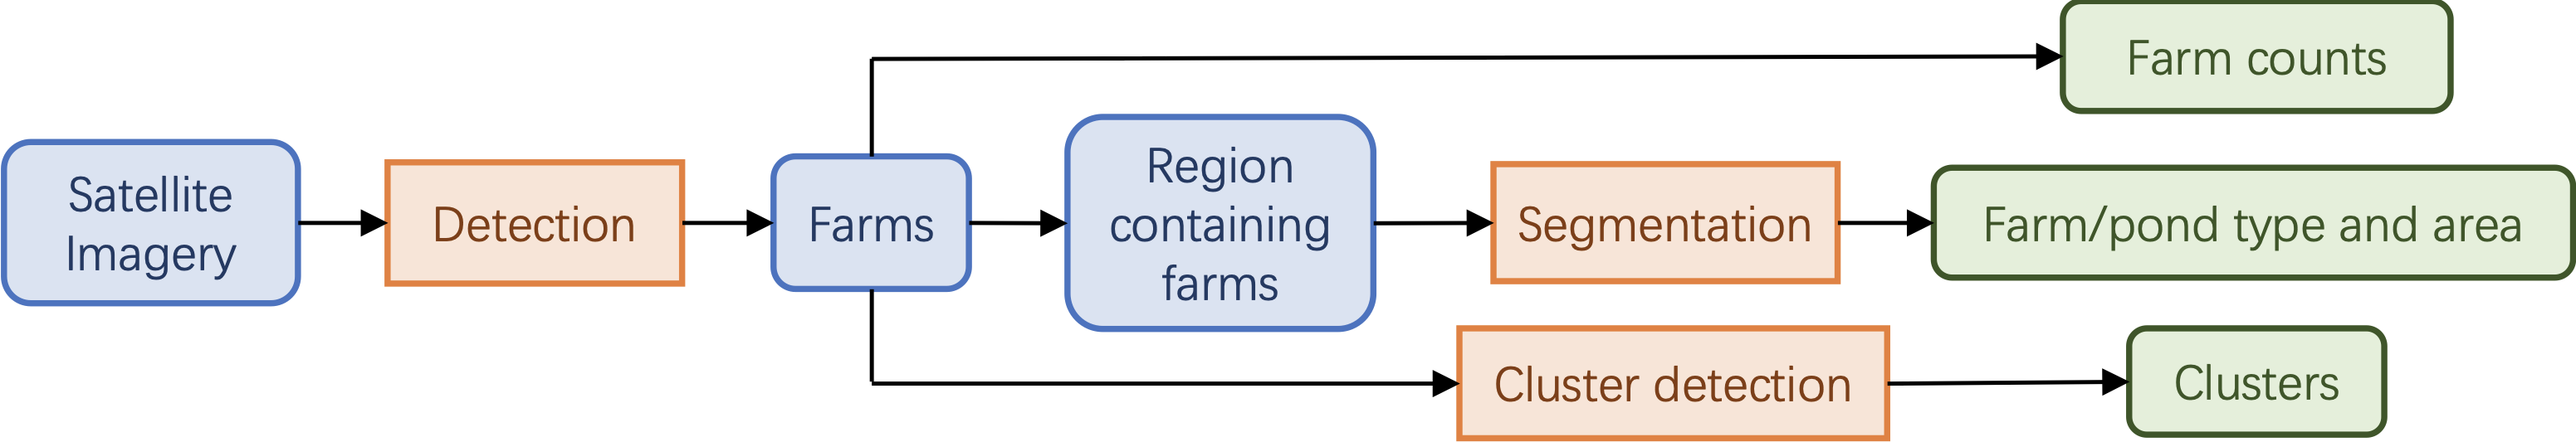 Farm counts
Satellite
Imagery
Detection
Farms
Region
containing
farms
Segmentation
Farm/pond type and area
Cluster detection
Clusters